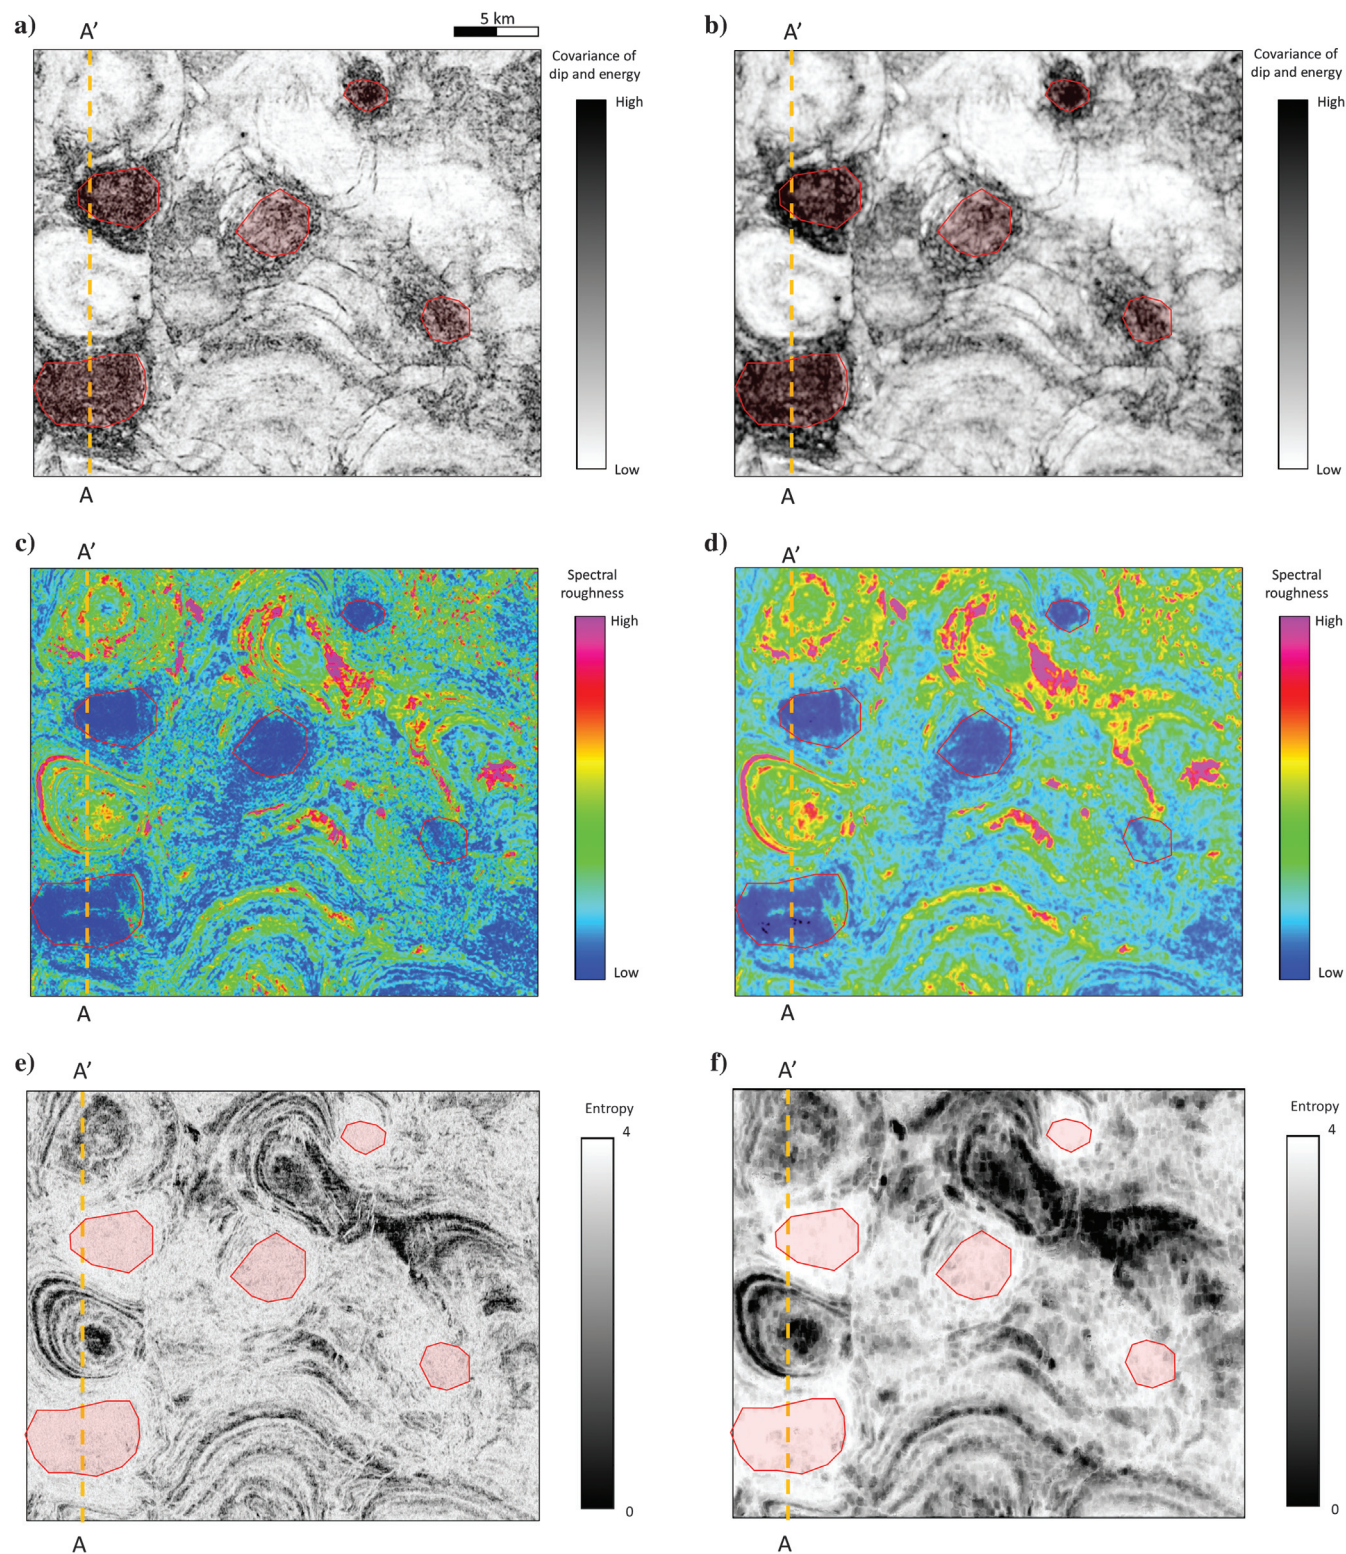 a)
A’
5 km
Covariance of
dip and energy
High
Low
A
b)
A’
Covariance of
dip and energy
High
Low
A
c)
A’
Spectral
roughness
High
Low
A
d)
A’
Spectral
roughness
High
Low
A
e)
A’
Entropy
4
0
A
f)
A’
Entropy
4
0
A